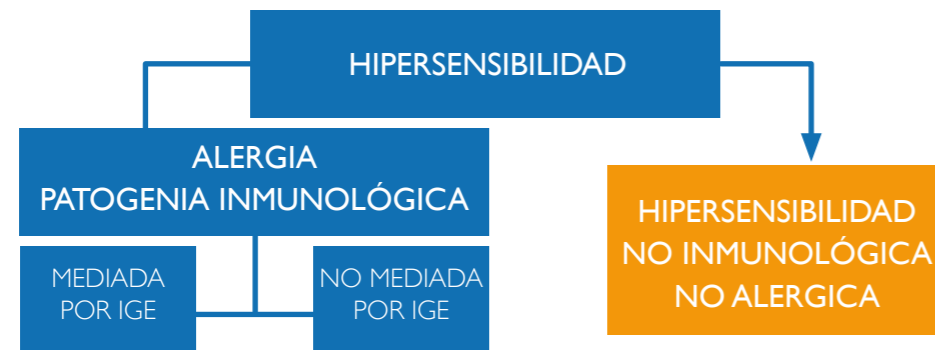 HIPERSENSIBILIDAD
ALERGIA
PATOGENIA INMUNOLÓGICA
MEDIADA
POR IGE
NO MEDIADA
POR IGE
HIPERSENSIBILIDAD
NO INMUNOLÓGICA
NO ALERGICA